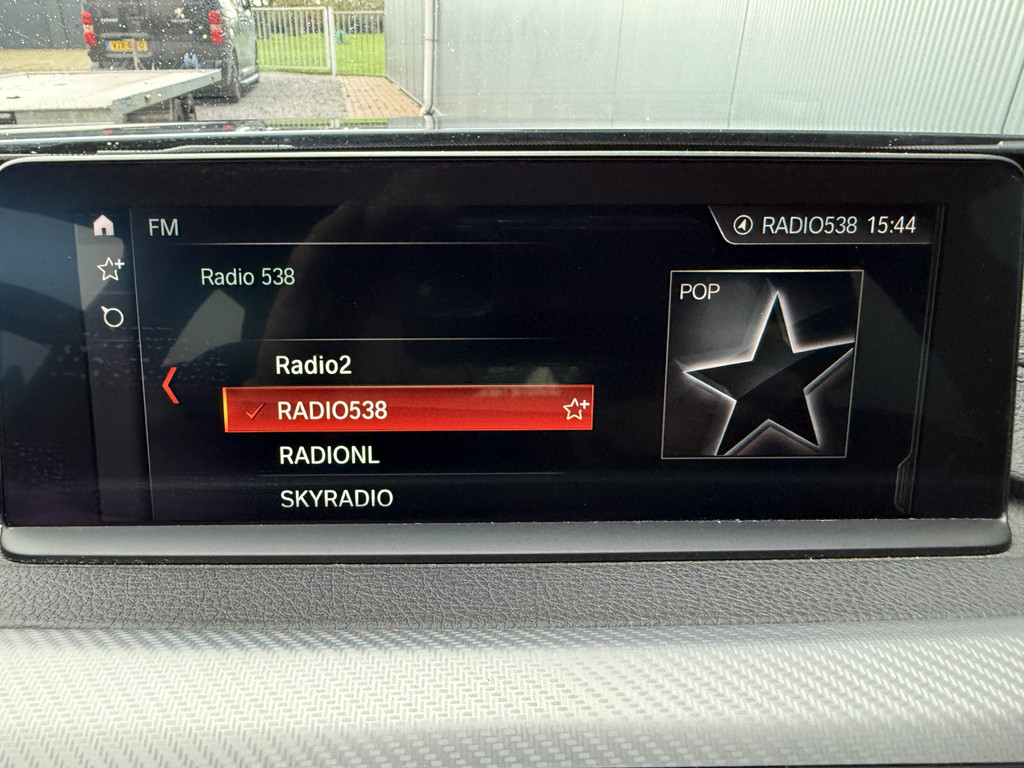 FM
RADIO538 15:44
Radio 538
POP
Radio2
RADIO538
RADIONL
SKYRADIO